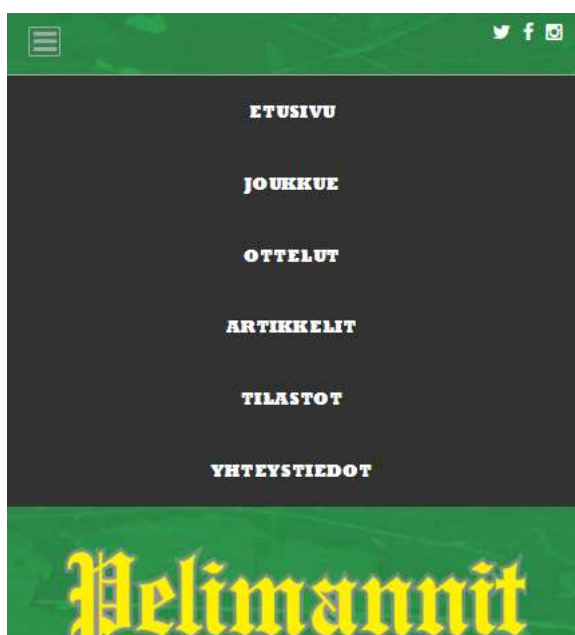 ETUSIVU
JOUKKUE
OTTELUT
ARTIKKELIT
TILASTOT
YHTEYSTIEDOT
Pelimannit